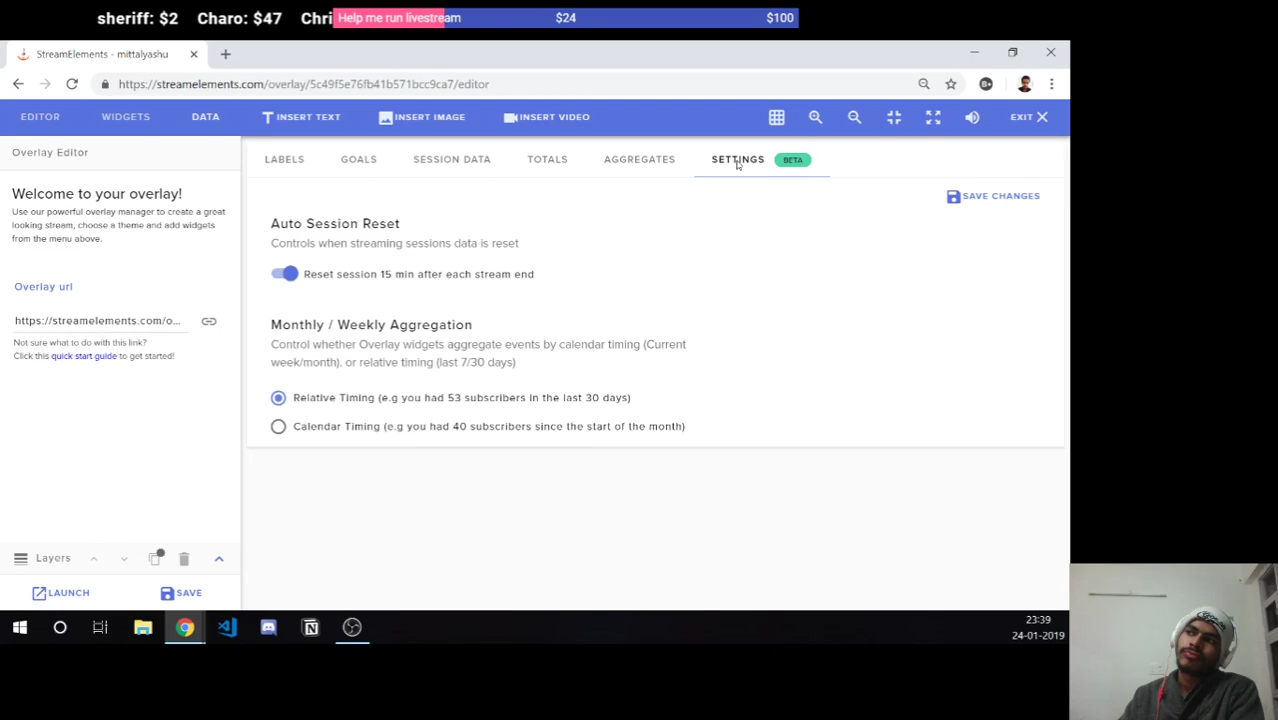 sheriff: $2 Charo: $47 Chri
Help me run livestream $24 $100
StreamElements - mittalyashu
https://streamelements.com/overlay/5c49f5e76fb41b571bcc9ca7/editor
EDITOR WIDGETS DATA INSERT TEXT INSERT IMAGE INSERT VIDEO EXIT
Overlay Editor
LABELS GOALS SESSION DATA TOTALS AGGREGATES SETTINGS BETA
Welcome to your overlay!
Use our powerful overlay manager to create a great
looking stream, choose a theme and add widgets
from the menu above.
Overlay url
https://streamelements.com/o...
Not sure what to do with this link?
Click this quick start guide to get started!
SAVE CHANGES
Auto Session Reset
Controls when streaming sessions data is reset
Reset session 15 min after each stream end
Monthly / Weekly Aggregation
Control whether Overlay widgets aggregate events by calendar timing (Current
week/month). or relative timing (last 7/30 days)
Relative Timing (e.g you had 53 subscribers in the last 30 days)
Calendar Timing (e.g you had 40 subscribers since the start of the month)
Layers
LAUNCH SAVE
23:39
24-01-2019